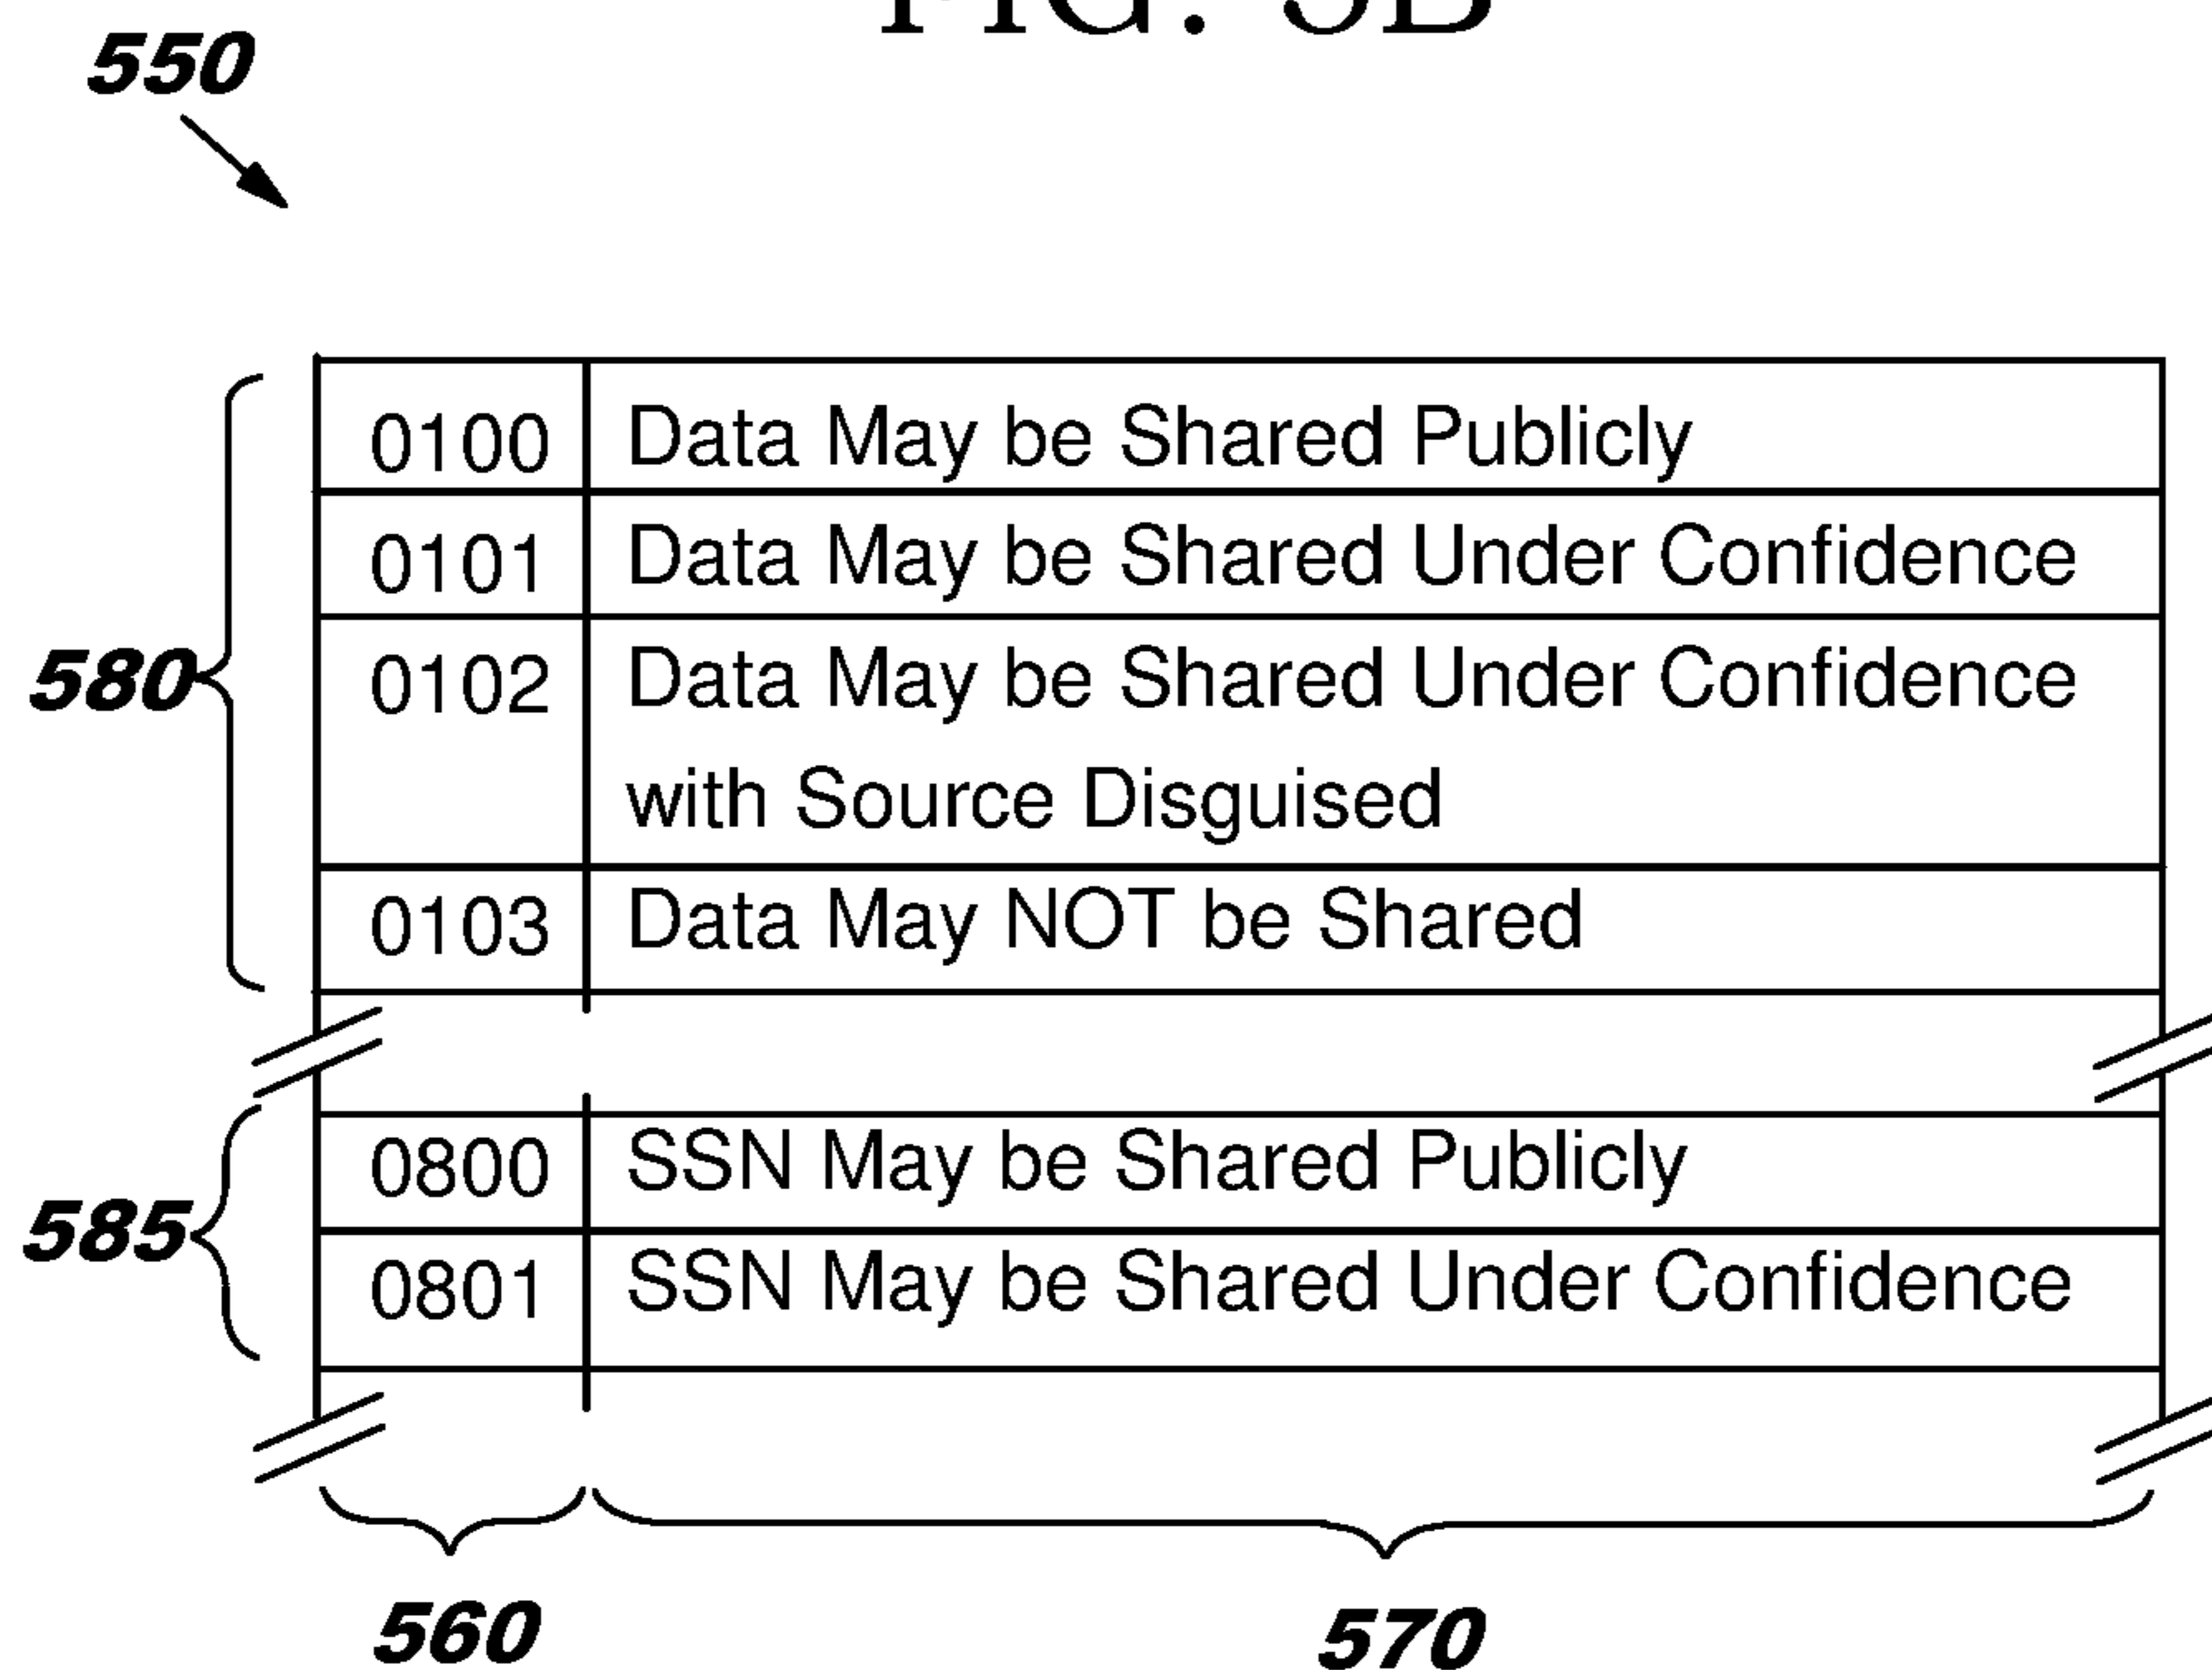 FIG. 5B
550
0100 Data May be Shared Publicly
0101 Data May be Shared Under Confidence
580
0102 Data May be Shared Under Confidence
with Source Disguised
0103 Data May NOT be Shared
0800 SSN May be Shared Publicly
585
0801 SSN May be Shared Under Confidence
560
570